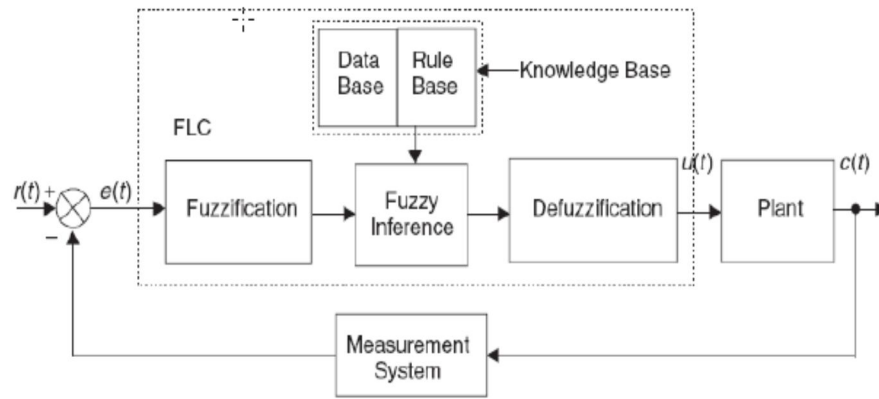 Data
Base
Rule
Base
Knowledge Base
FLC
r(t) +
−
e(t)
Fuzzification
Fuzzy
Inference
Defuzzification
u(t)
Plant
c(t)
Measurement
System